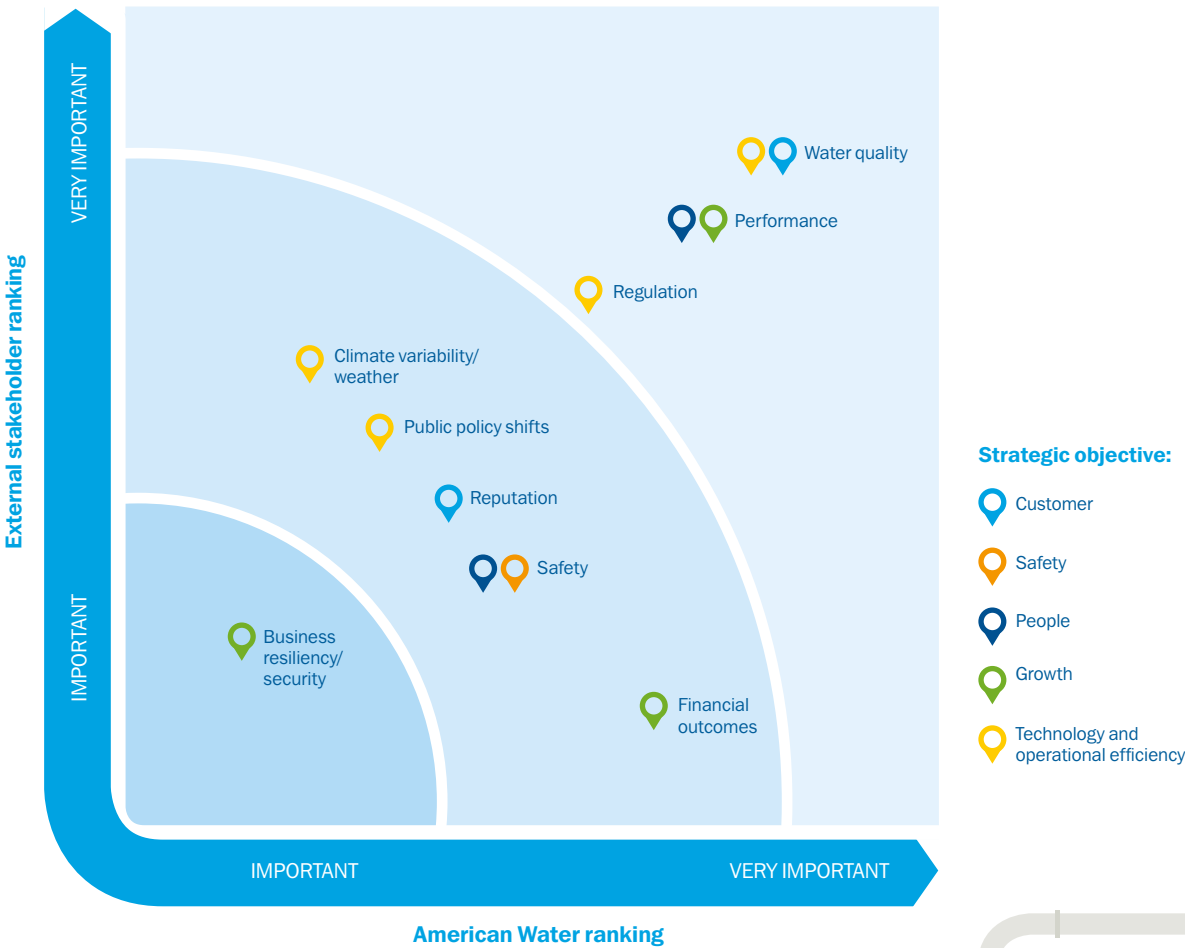 External stakeholder ranking
VERY IMPORTANT
IMPORTANT
Water quality
Performance
Regulation
Climate variability/
weather
Public policy shifts
Reputation
Safety
Business
resiliency/
security
Financial
outcomes
IMPORTANT
VERY IMPORTANT
American Water ranking
Strategic objective:
Customer
Safety
People
Growth
Technology and
operational efficiency